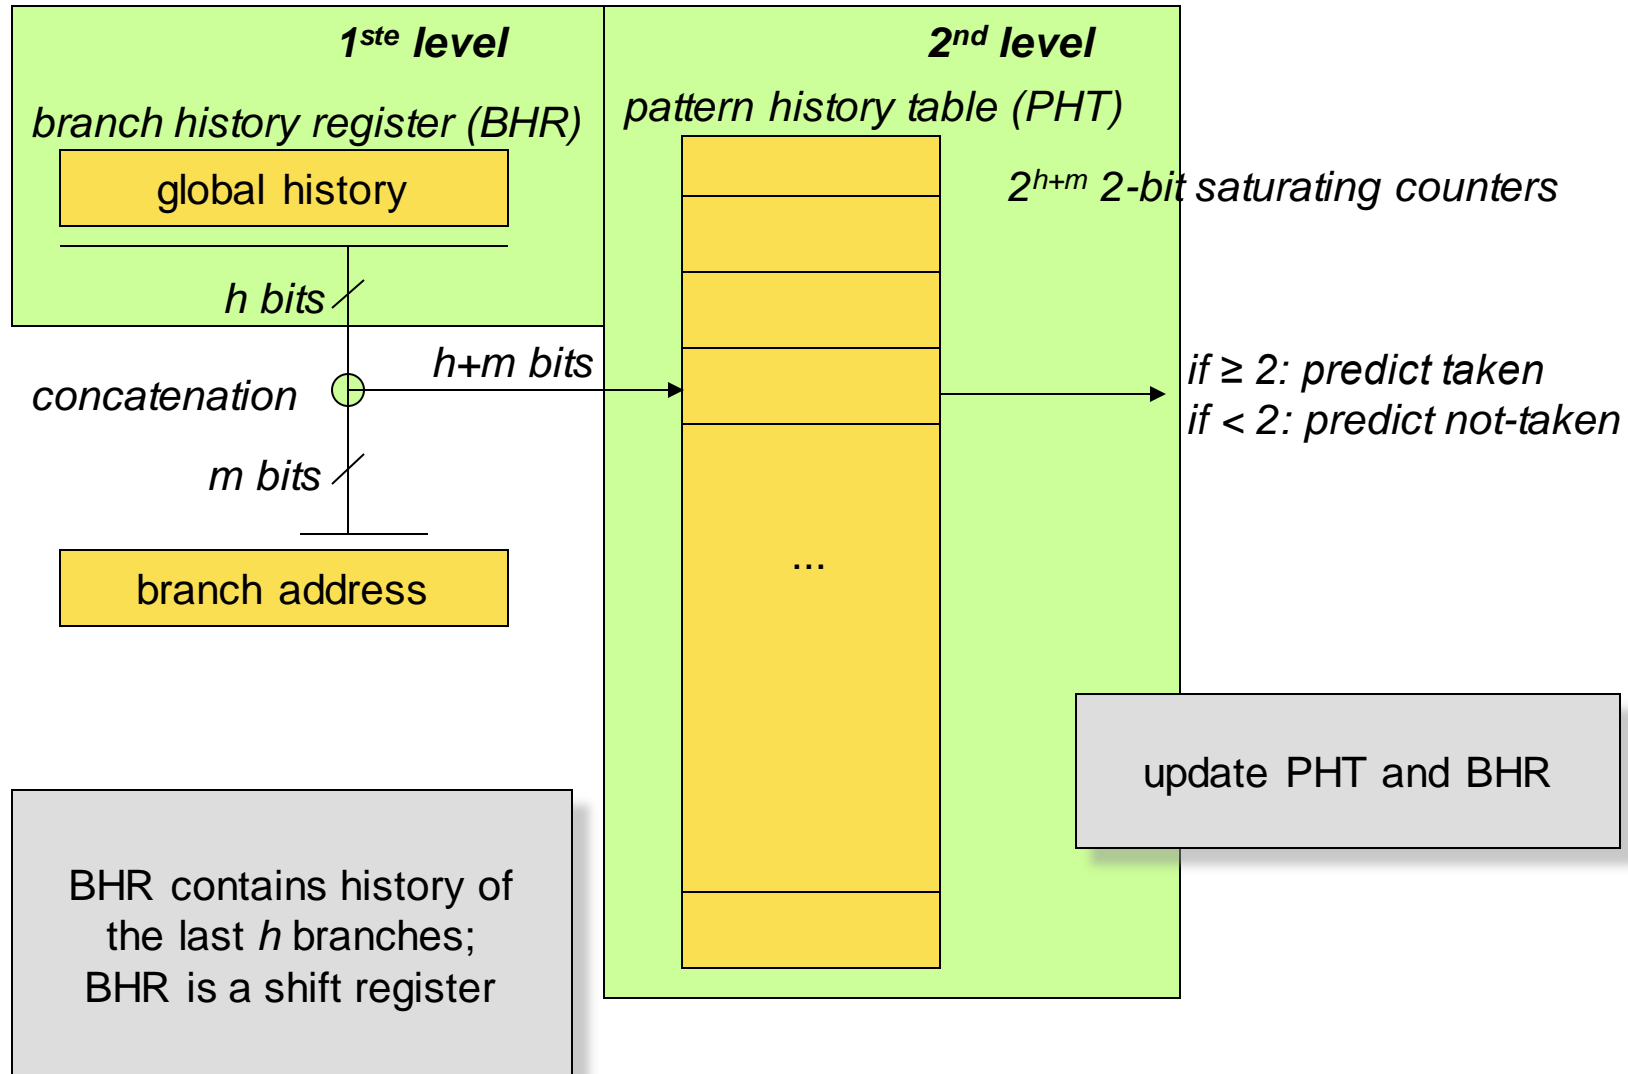 1ste level
2nd level
branch history register (BHR)
pattern history table (PHT)
global history
2h+m 2-bit saturating counters
h bits
h+m bits
concatenation
if ≥ 2: predict taken
if < 2: predict not-taken
m bits
...
branch address
update PHT and BHR
BHR contains history of
the last h branches;
BHR is a shift register